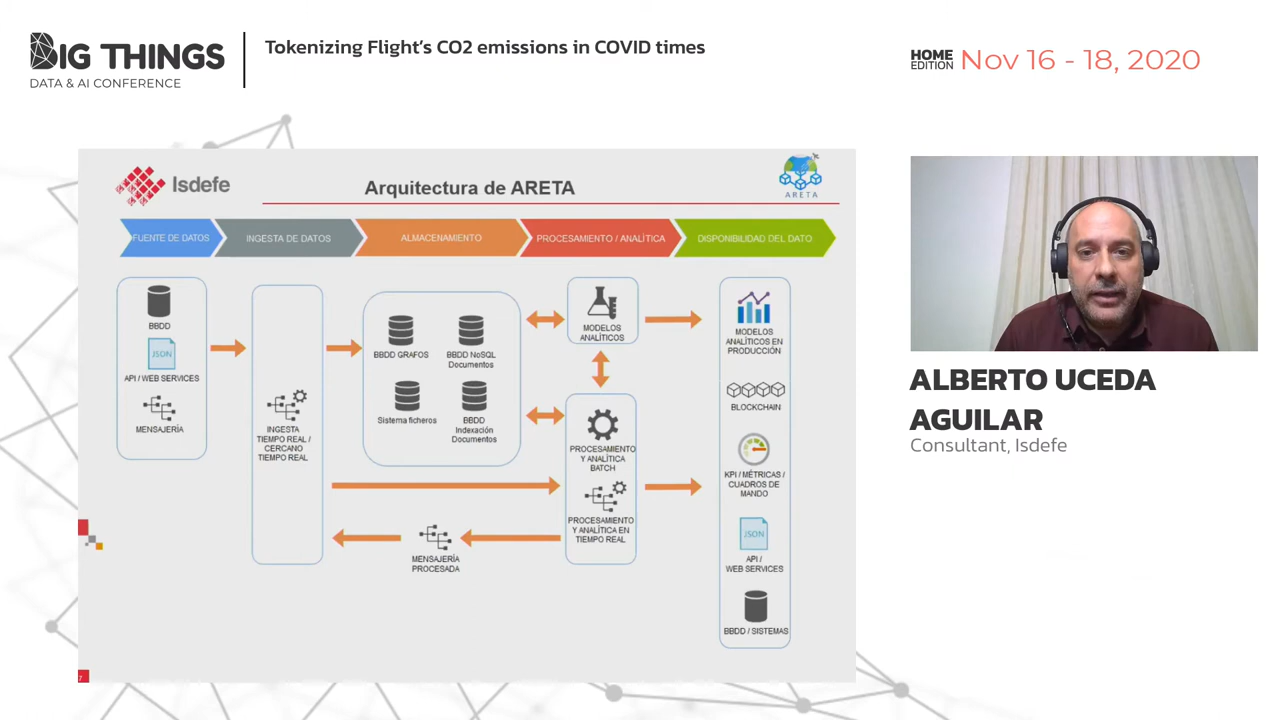 BIG THINGS
DATA & AI CONFERENCE
Tokenizing Flight's CO2 emissions in COVID times
HOME
EDITION
Nov 16 - 18, 2020
Isdefe
Arquitectura de ARETA
ARETA
FUENTE DE DATOS
INGESTA DE DATOS
ALMACENAMIENTO
PROCESAMIENTO / ANALÍTICA
DISPONIBILIDAD DEL DATO
BBDD
JSON
API / WEB SERVICES
MENSAJERÍA
INGESTA
TIEMPO REAL /
CERCANO
TIEMPO REAL
BBDD GRAFOS
BBDD NoSQL
Documentos
Sistema ficheros
BBDD
Indexación
Documentos
MODELOS
ANALÍTICOS
PROCESAMIENTO
Y ANALÍTICA
BATCH
PROCESAMIENTO
Y ANALÍTICA EN
TIEMPO REAL
MENSAJERÍA
PROCESADA
MODELOS
ANALÍTICOS EN
PRODUCCIÓN
BLOCKCHAIN
KPI / MÉTRICAS /
CUADROS DE
MANDO
JSON
API /
WEB SERVICES
BBDD / SISTEMAS
7
ALBERTO UCEDA
AGUILAR
Consultant, Isdefe